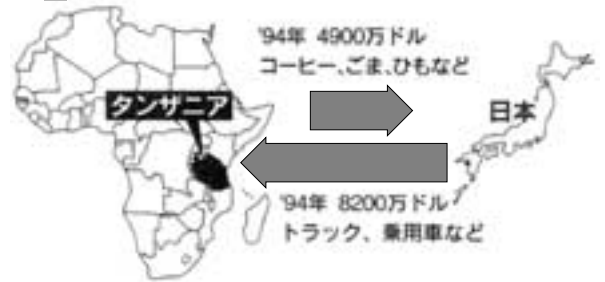 '94年 4900万ドル
コーヒー、ごま、ひもなど
タンザニア
日本
'94年 8200万ドル
トラック、乗用車など